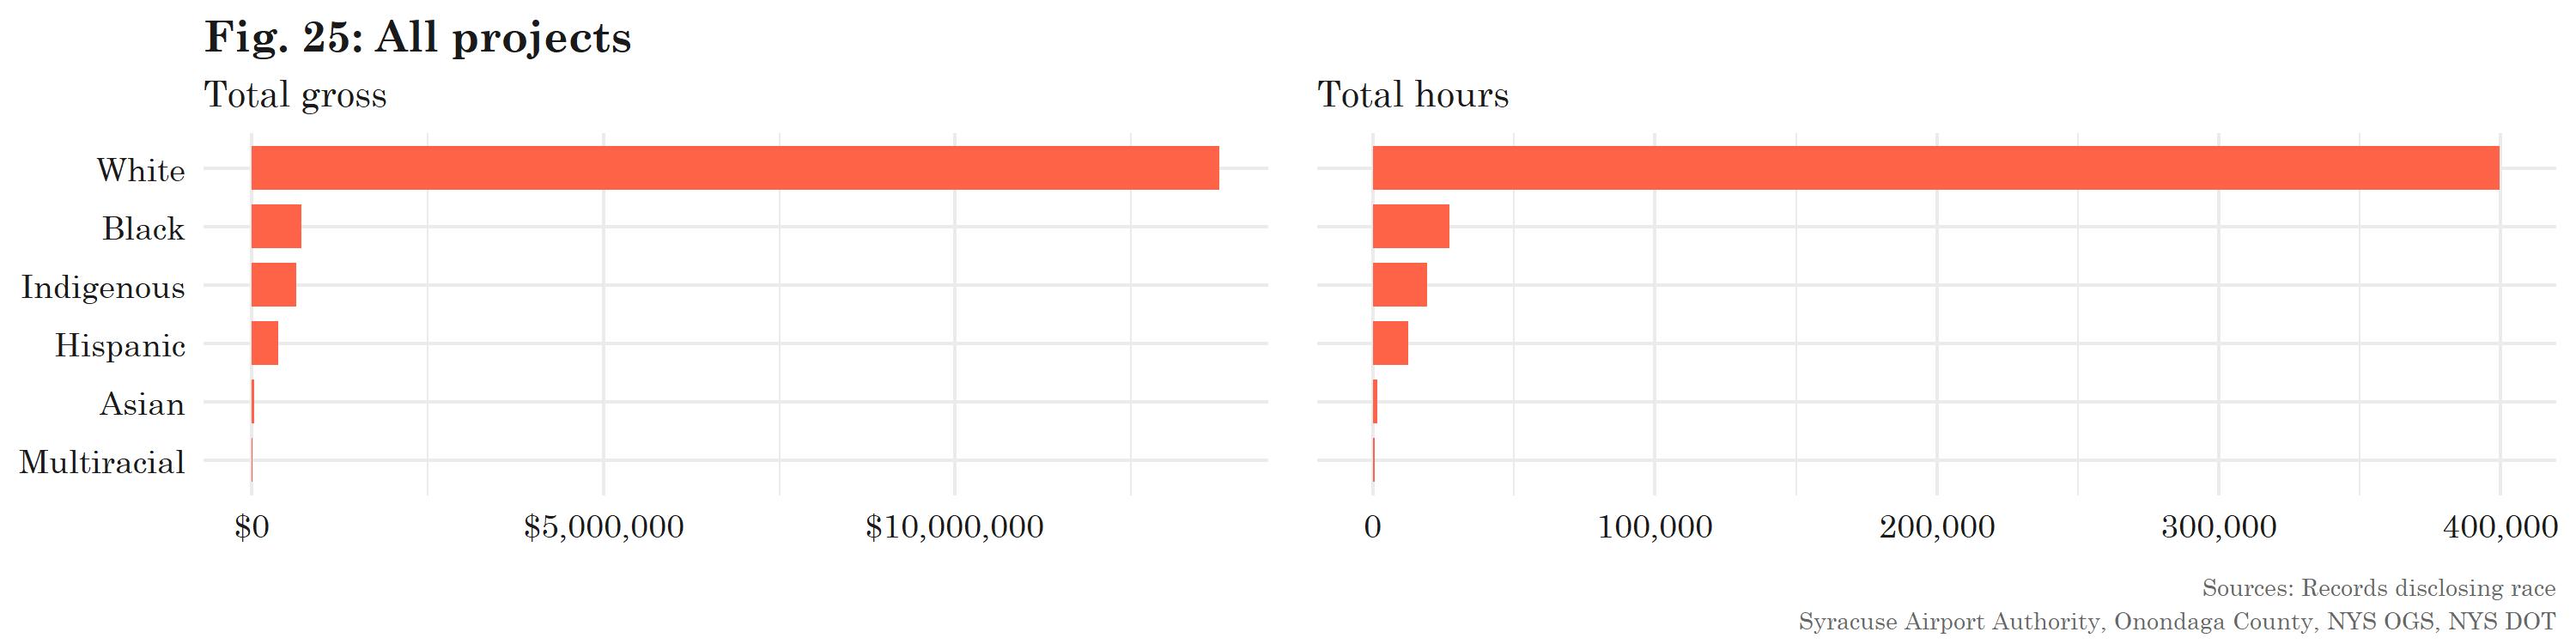 Fig. 25: All projects
Total gross
White
Black
Indigenous
Hispanic
Asian
Multiracial
$0 $5,000,000 $10,000,000
Total hours
0 100,000 200,000 300,000 400,000
Sources: Records disclosing race
Syracuse Airport Authority, Onondaga County, NYS OGS, NYS DOT